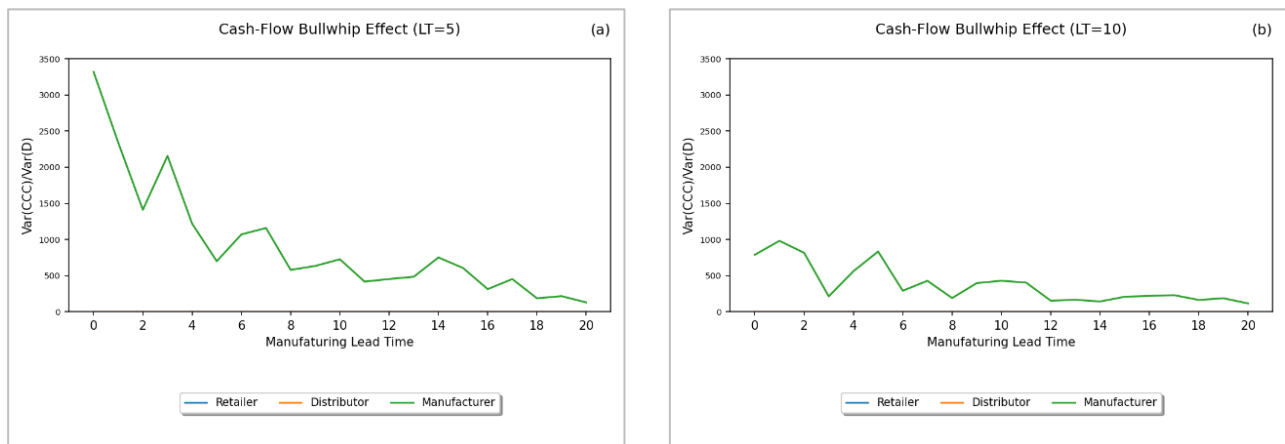 Cash-Flow Bullwhip Effect (LT=5) (a)
3500
3000
2500
2000
1500
1000
500
0
Var(CCC)/Var(D)
0 2 4 6 8 10 12 14 16 18 20
Manufaturing Lead Time
Retailer Distributor Manufacturer
Cash-Flow Bullwhip Effect (LT=10) (b)
3500
3000
2500
2000
1500
1000
500
0
Var(CCC)/Var(D)
0 2 4 6 8 10 12 14 16 18 20
Manufaturing Lead Time
Retailer Distributor Manufacturer